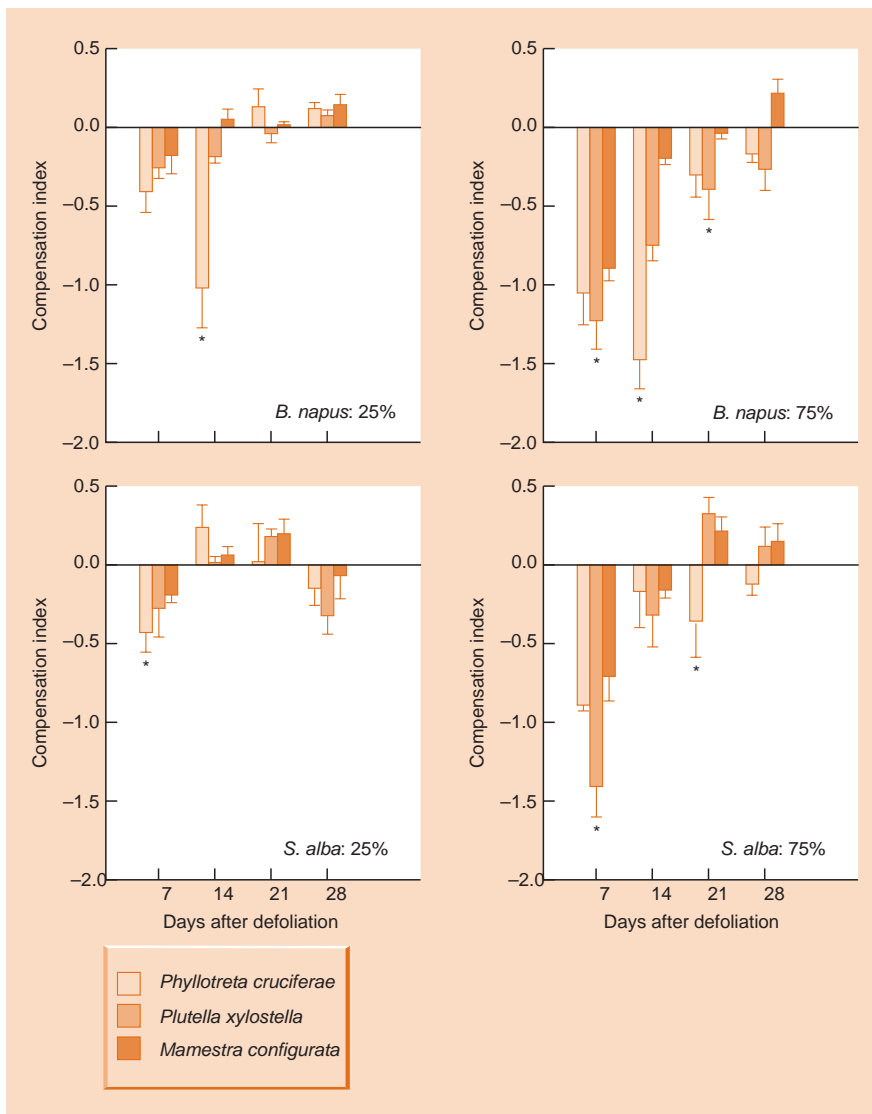 0.5
0.0
–0.5
–1.0
–1.5
–2.0
Compensation index
*
B. napus: 25%
0.5
0.0
–0.5
–1.0
–1.5
–2.0
Compensation index
*
*
*
B. napus: 75%
0.5
0.0
–0.5
–1.0
–1.5
–2.0
Compensation index
*
S. alba: 25%
7 14 21 28
Days after defoliation
0.5
0.0
–0.5
–1.0
–1.5
–2.0
Compensation index
*
*
S. alba: 75%
7 14 21 28
Days after defoliation
Phyllotreta cruciferae
Plutella xylostella
Mamestra configurata